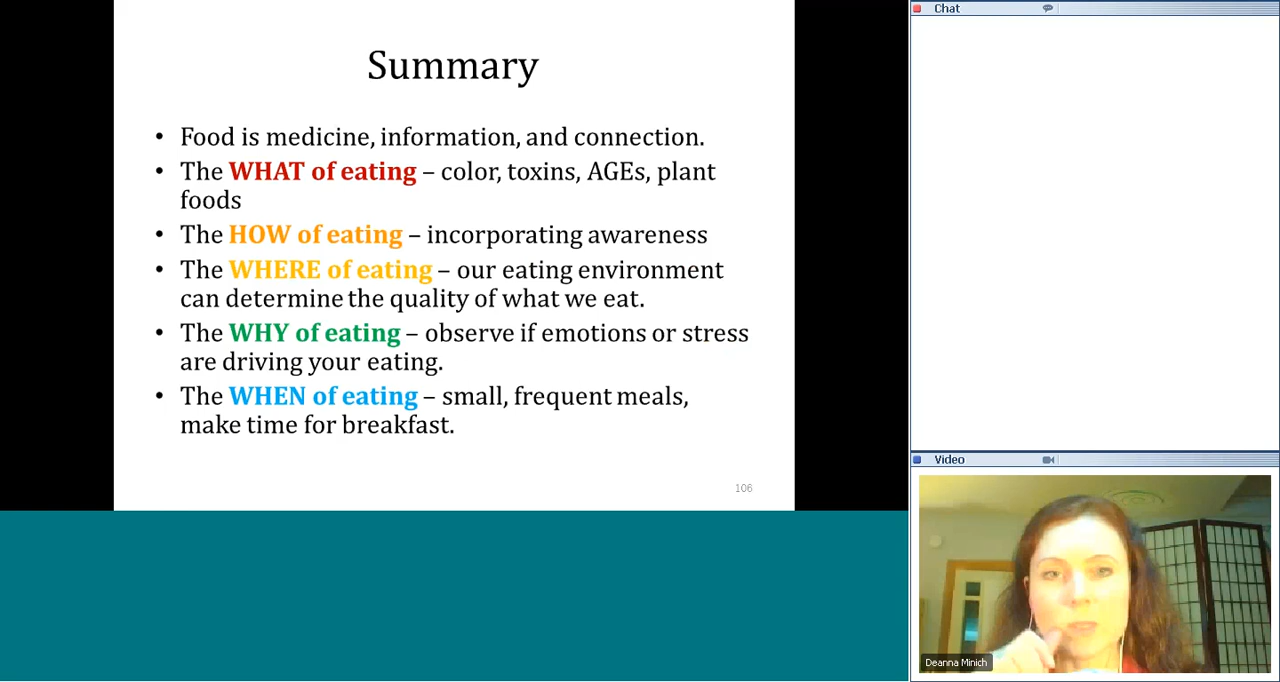 Summary
• Food is medicine, information, and connection.
• The WHAT of eating – color, toxins, AGEs, plant
foods
• The HOW of eating – incorporating awareness
• The WHERE of eating – our eating environment
can determine the quality of what we eat.
• The WHY of eating – observe if emotions or stress
are driving your eating.
• The WHEN of eating – small, frequent meals,
make time for breakfast.
106
Chat
Video
Deanna Minich